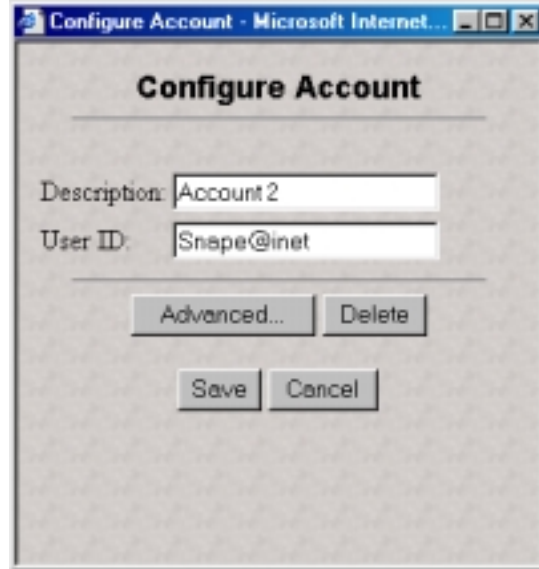 Configure Account - Microsoft Internet...
Configure Account
Description: Account 2
User ID: Snape@inet
Advanced... Delete
Save Cancel